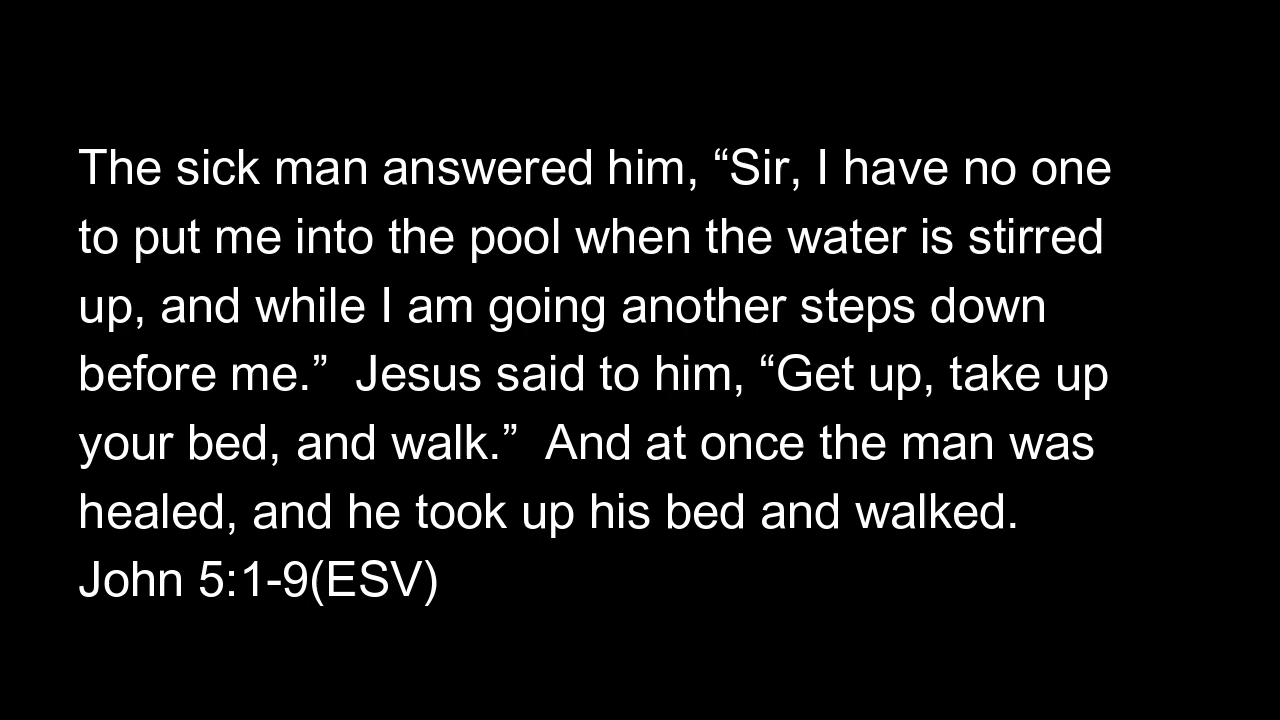 The sick man answered him, “Sir, I have no one
to put me into the pool when the water is stirred
up, and while I am going another steps down
before me.”  Jesus said to him, “Get up, take up
your bed, and walk.”  And at once the man was
healed, and he took up his bed and walked.
John 5:1-9(ESV)